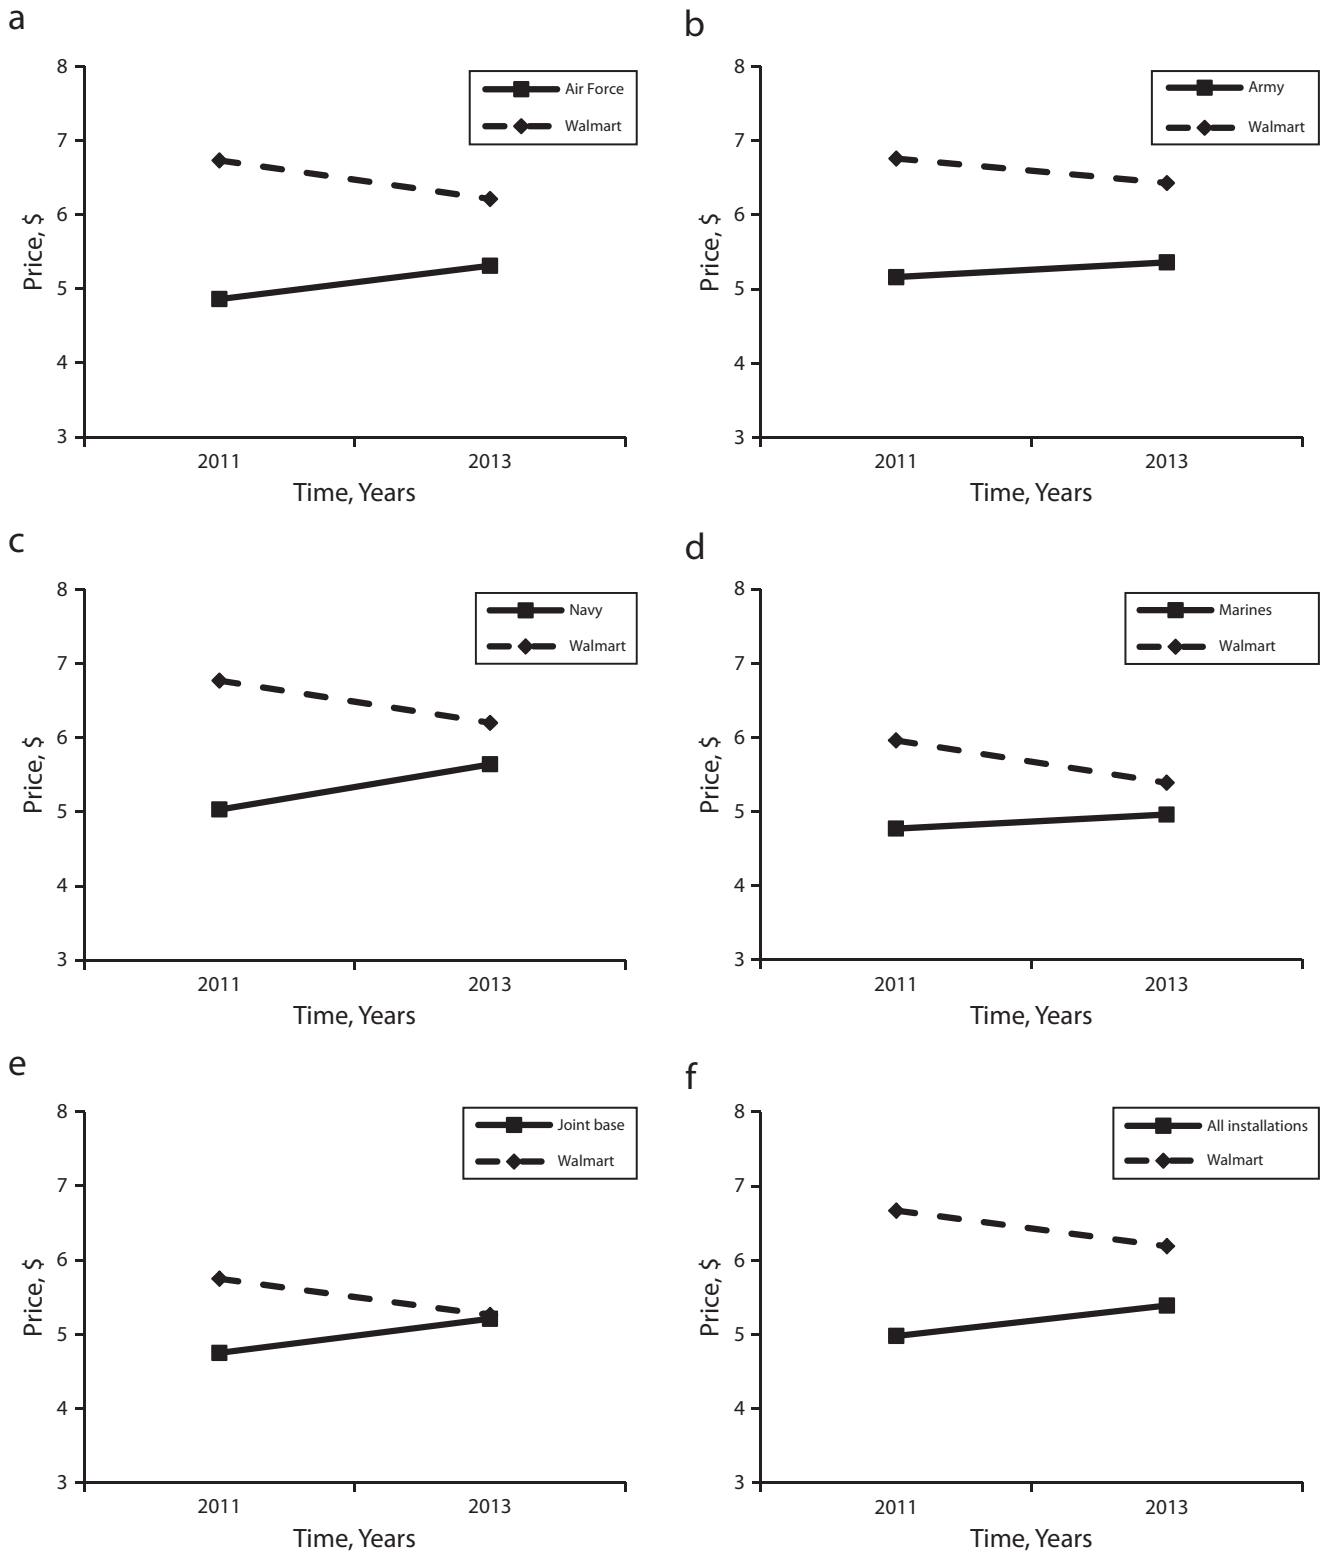 a
8
7
6
5
4
3
Price, $
2011 2013
Time, Years
Air Force
Walmart
b
8
7
6
5
4
3
Price, $
2011 2013
Time, Years
Army
Walmart
c
8
7
6
5
4
3
Price, $
2011 2013
Time, Years
Navy
Walmart
d
8
7
6
5
4
3
Price, $
2011 2013
Time, Years
Marines
Walmart
e
8
7
6
5
4
3
Price, $
2011 2013
Time, Years
Joint base
Walmart
f
8
7
6
5
4
3
Price, $
2011 2013
Time, Years
All installations
Walmart